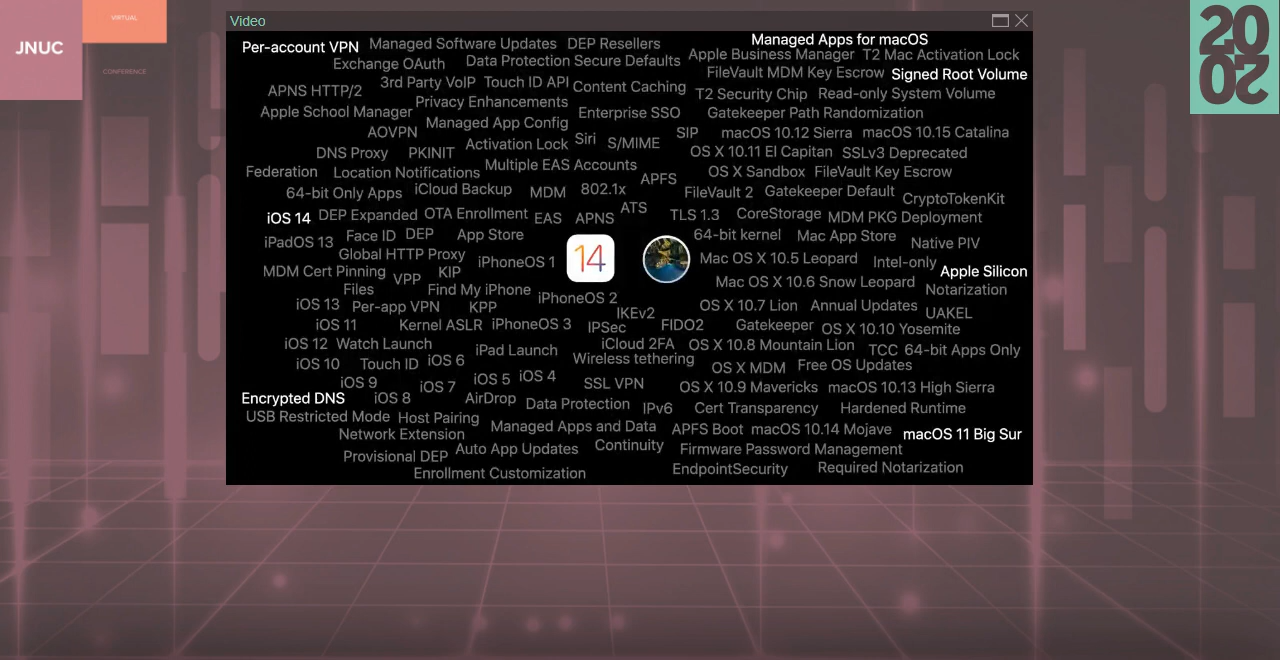 JNUC
VIRTUAL
CONFERENCE
2020
Video
Per-account VPN Managed Software Updates DEP Resellers Managed Apps for macOS
Exchange OAuth Data Protection Secure Defaults Apple Business Manager T2 Mac Activation Lock
3rd Party VoIP Touch ID API Content Caching FileVault MDM Key Escrow Signed Root Volume
APNS HTTP/2 Privacy Enhancements T2 Security Chip Read-only System Volume
Apple School Manager Managed App Config Enterprise SSO Gatekeeper Path Randomization
AOVPN Activation Lock Siri S/MIME SIP macOS 10.12 Sierra macOS 10.15 Catalina
DNS Proxy PKINIT Multiple EAS Accounts OS X 10.11 El Capitan SSLv3 Deprecated
Federation Location Notifications APFS OS X Sandbox FileVault Key Escrow
64-bit Only Apps iCloud Backup MDM 802.1x FileVault 2 Gatekeeper Default CryptoTokenKit
iOS 14 DEP Expanded OTA Enrollment EAS APNS ATS TLS 1.3 CoreStorage MDM PKG Deployment
iPadOS 13 Face ID DEP App Store 64-bit kernel Mac App Store Native PIV
Global HTTP Proxy iPhoneOS 1 14 Mac OS X 10.5 Leopard Intel-only
MDM Cert Pinning VPP KIP Apple Silicon
Files Find My iPhone Mac OS X 10.6 Snow Leopard Notarization
iOS 13 Per-app VPN KPP iPhoneOS 2 IKEv2 OS X 10.7 Lion Annual Updates UAKEL
iOS 11 Kernel ASLR iPhoneOS 3 IPSec FIDO2 Gatekeeper OS X 10.10 Yosemite
iOS 12 Watch Launch iPad Launch iCloud 2FA OS X 10.8 Mountain Lion TCC 64-bit Apps Only
iOS 10 Touch ID iOS 6 Wireless tethering OS X MDM Free OS Updates
iOS 9 iOS 7 iOS 5 iOS 4 SSL VPN OS X 10.9 Mavericks macOS 10.13 High Sierra
Encrypted DNS iOS 8 AirDrop Data Protection IPv6 Cert Transparency Hardened Runtime
USB Restricted Mode Host Pairing Managed Apps and Data APFS Boot macOS 10.14 Mojave macOS 11 Big Sur
Network Extension Auto App Updates Continuity Firmware Password Management
Provisional DEP Enrollment Customization EndpointSecurity Required Notarization